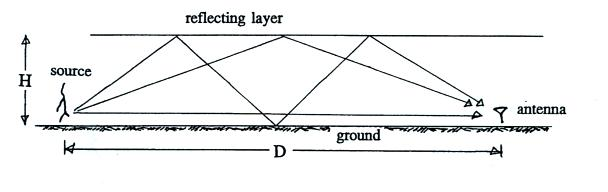 reflecting layer
H
source
antenna
ground
D